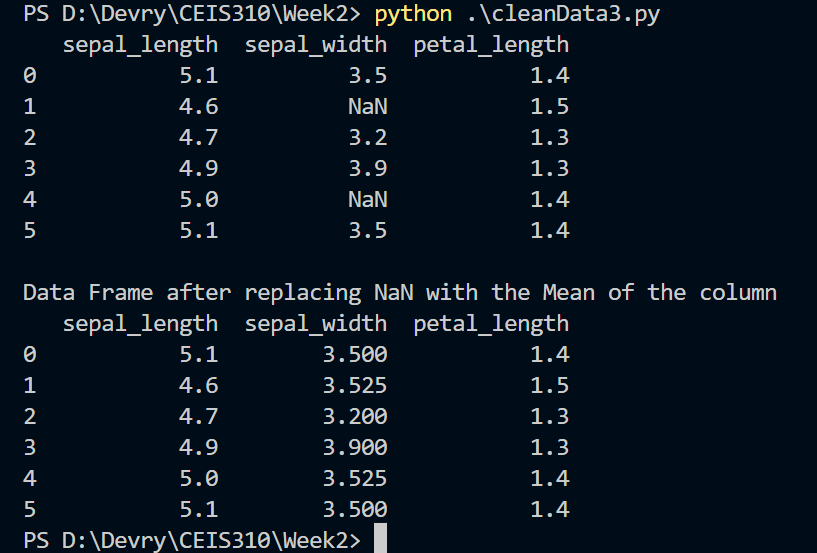 PS D:\Devry\CEIS310\Week2> python .\cleanData3.py
   sepal_length  sepal_width  petal_length
0           5.1          3.5           1.4
1           4.6          NaN           1.5
2           4.7          3.2           1.3
3           4.9          3.9           1.3
4           5.0          NaN           1.4
5           5.1          3.5           1.4

Data Frame after replacing NaN with the Mean of the column
   sepal_length  sepal_width  petal_length
0           5.1        3.500           1.4
1           4.6        3.525           1.5
2           4.7        3.200           1.3
3           4.9        3.900           1.3
4           5.0        3.525           1.4
5           5.1        3.500           1.4
PS D:\Devry\CEIS310\Week2>